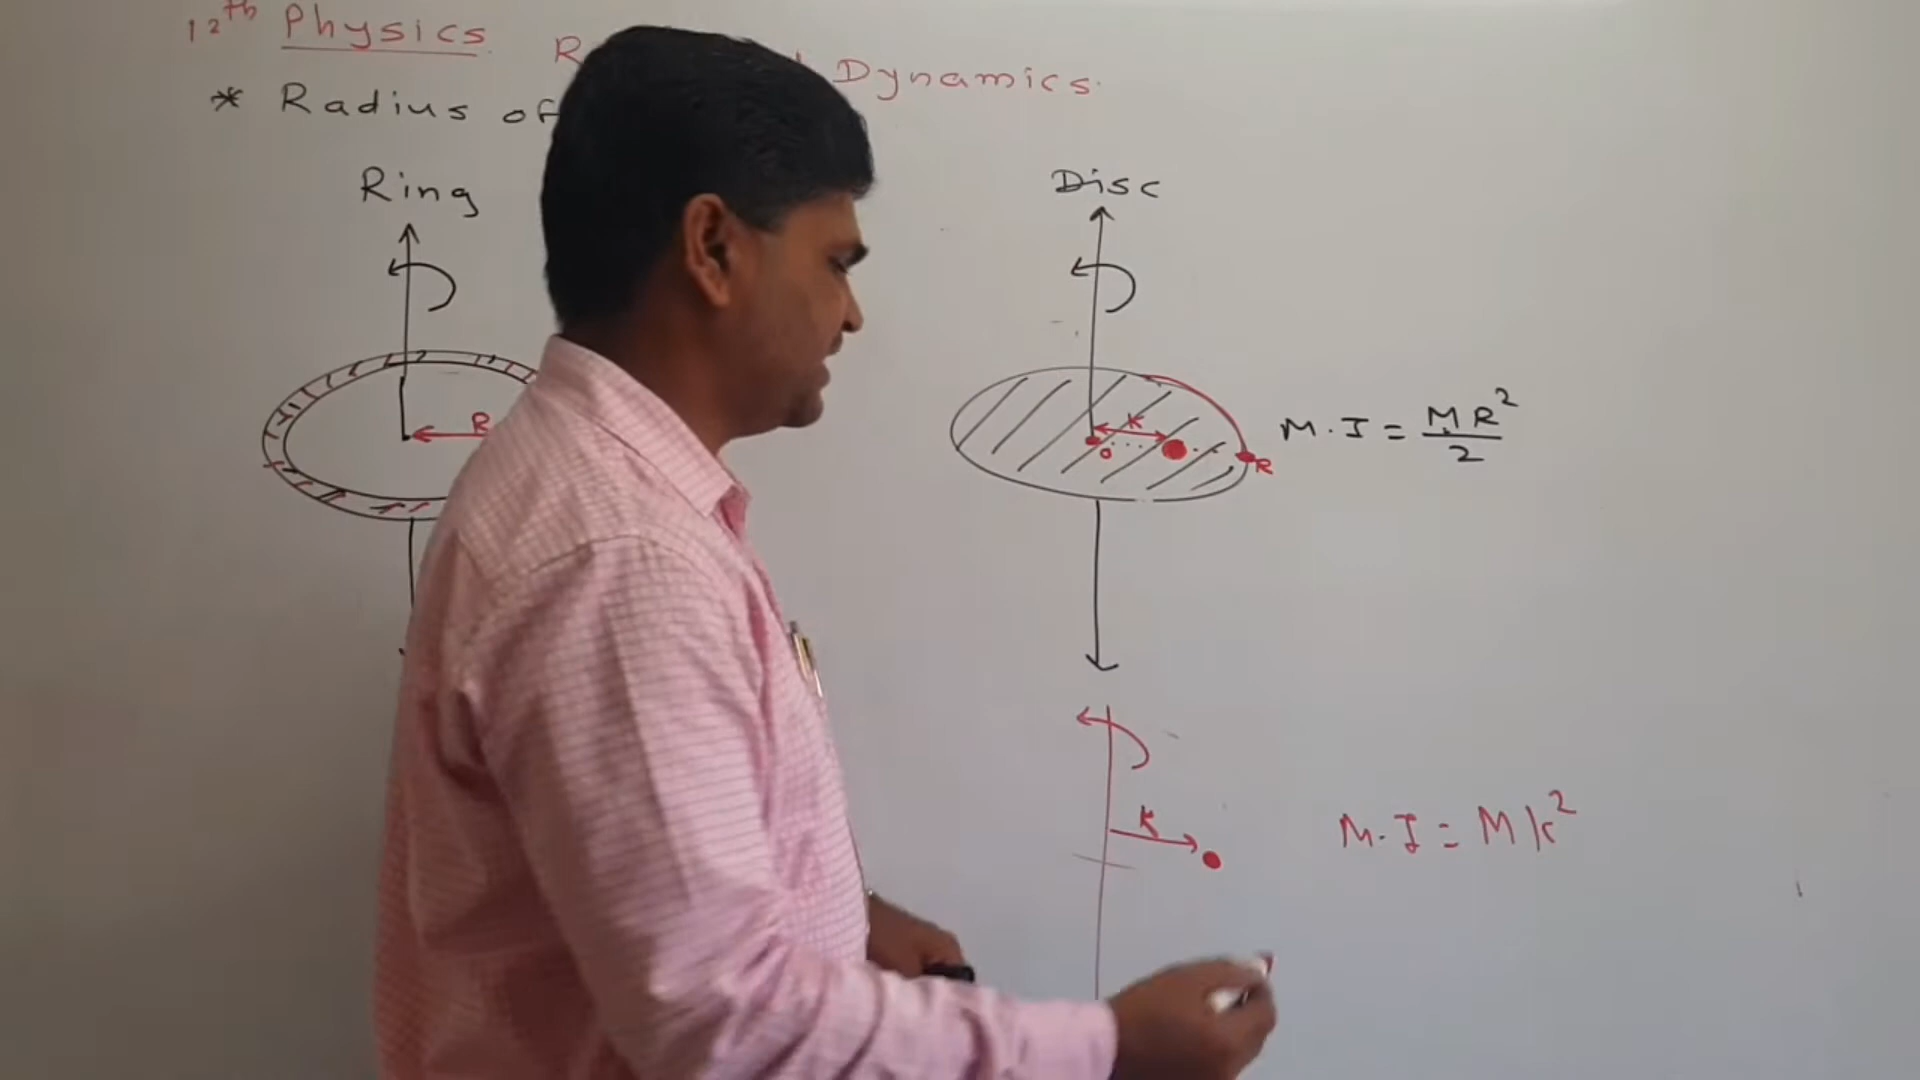 12th Physics Dynamics.
* Radius of
Ring
Disc
R
K
o
R
M.I = MR²/2
K
M.I = MK²